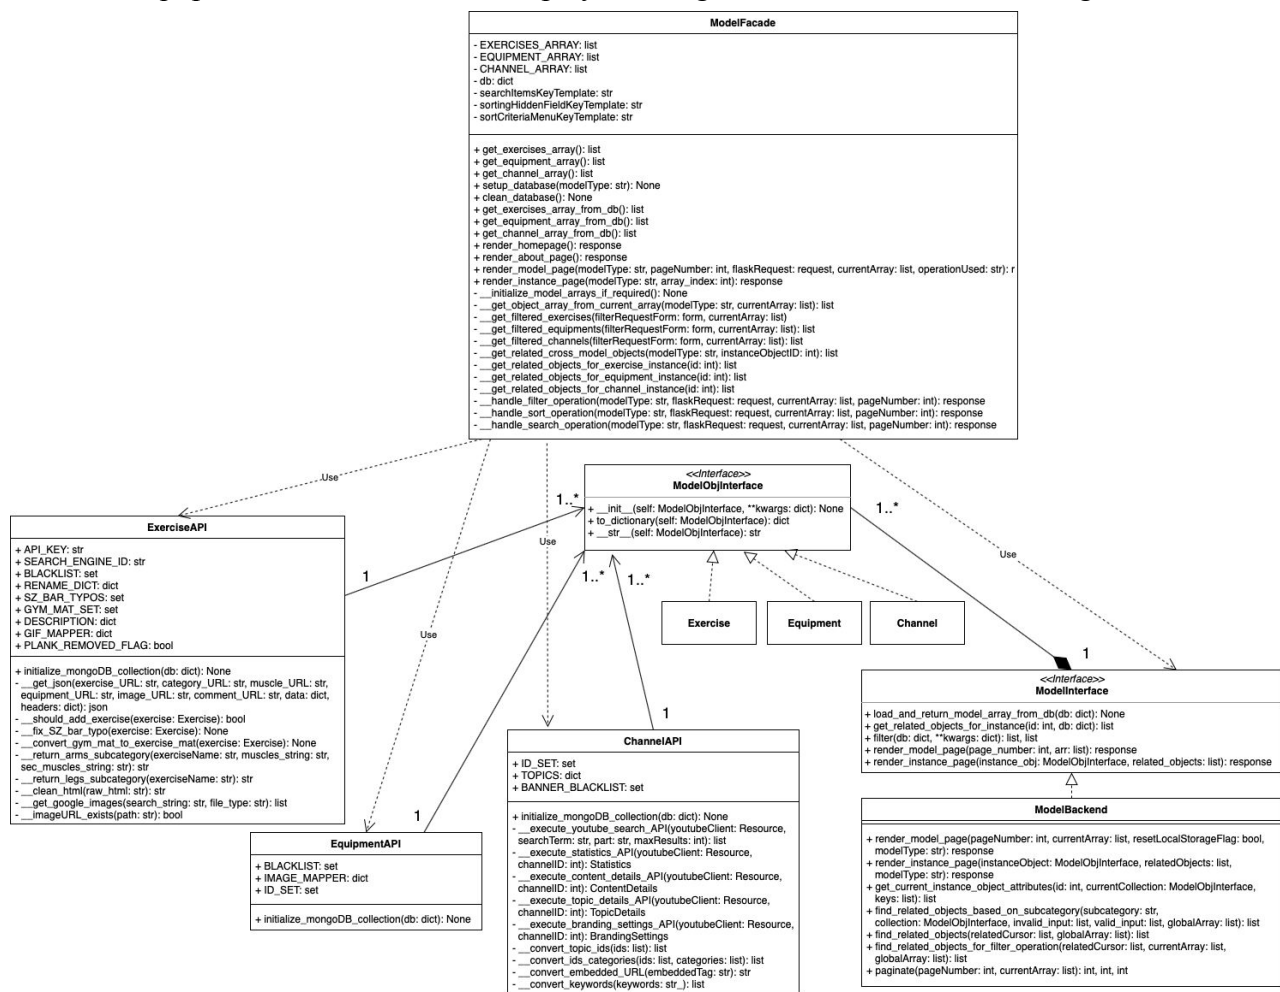 ModelFacade
- EXERCISES_ARRAY: list
- EQUIPMENT_ARRAY: list
- CHANNEL_ARRAY: list
- db: dict
- searchItemsKeyTemplate: str
- sortingHiddenFieldKeyTemplate: str
- sortCriteriaMenuKeyTemplate: str
+ get_exercises_array(): list
+ get_equipment_array(): list
+ get_channel_array(): list
+ setup_database(modelType: str): None
+ clean_database(): None
+ get_exercises_array_from_db(): list
+ get_equipment_array_from_db(): list
+ get_channel_array_from_db(): list
+ render_homepage(): response
+ render_about_page(): response
+ render_model_page(modelType: str, pageNumber: int, flaskRequest: request, currentArray: list, operationUsed: str): r
+ render_instance_page(modelType: str, array_index: int): response
- __initialize_model_arrays_if_required(): None
- __get_object_array_from_current_array(modelType: str, currentArray: list): list
- __get_filtered_exercises(filterRequestForm: form, currentArray: list)
- __get_filtered_equipments(filterRequestForm: form, currentArray: list): list
- __get_filtered_channels(filterRequestForm: form, currentArray: list): list
- __get_related_cross_model_objects(modelType: str, instanceObjectID: int): list
- __get_related_objects_for_exercise_instance(id: int): list
- __get_related_objects_for_equipment_instance(id: int): list
- __get_related_objects_for_channel_instance(id: int): list
- __handle_filter_operation(modelType: str, flaskRequest: request, currentArray: list, pageNumber: int): response
- __handle_sort_operation(modelType: str, flaskRequest: request, currentArray: list, pageNumber: int): response
- __handle_search_operation(modelType: str, flaskRequest: request, currentArray: list, pageNumber: int): response
Use
Use
Use
Use
<<Interface>>
ModelObjInterface
+ __init__(self: ModelObjInterface, **kwargs: dict): None
+ to_dictionary(self: ModelObjInterface): dict
+ __str__(self: ModelObjInterface): str
1..*
1..*
1..*
1..*
1
1
1
1
Exercise
Equipment
Channel
ExerciseAPI
+ API_KEY: str
+ SEARCH_ENGINE_ID: str
+ BLACKLIST: set
+ RENAME_DICT: dict
+ SZ_BAR_TYPOS: set
+ GYM_MAT_SET: set
+ DESCRIPTION: dict
+ GIF_MAPPER: dict
+ PLANK_REMOVED_FLAG: bool
+ initialize_mongoDB_collection(db: dict): None
- __get_json(exercise_URL: str, category_URL: str, muscle_URL: str,
equipment_URL: str, image_URL: str, comment_URL: str, data: dict,
headers: dict): json
- __should_add_exercise(exercise: Exercise): bool
- __fix_SZ_bar_typo(exercise: Exercise): None
- __convert_gym_mat_to_exercise_mat(exercise: Exercise): None
- __return_arms_subcategory(exerciseName: str, muscles_string: str,
sec_muscles_string: str): str
- __return_legs_subcategory(exerciseName: str): str
- __clean_html(raw_html: str): str
- __get_google_images(search_string: str, file_type: str): list
- __imageURL_exists(path: str): bool
EquipmentAPI
+ BLACKLIST: set
+ IMAGE_MAPPER: dict
+ ID_SET: set
+ initialize_mongoDB_collection(db: dict): None
ChannelAPI
+ ID_SET: set
+ TOPICS: dict
+ BANNER_BLACKLIST: set
+ initialize_mongoDB_collection(db: dict): None
- __execute_youtube_search_API(youtubeClient: Resource,
searchTerm: str, part: str, maxResults: int): list
- __execute_statistics_API(youtubeClient: Resource,
channelID: int): Statistics
- __execute_content_details_API(youtubeClient: Resource,
channelID: int): ContentDetails
- __execute_topic_details_API(youtubeClient: Resource,
channelID: int): TopicDetails
- __execute_branding_settings_API(youtubeClient: Resource,
channelID: int): BrandingSettings
- __convert_topic_ids(ids: list): list
- __convert_ids_categories(ids: list, categories: list): list
- __convert_embedded_URL(embeddedTag: str): str
- __convert_keywords(keywords: str_): list
<<Interface>>
ModelInterface
+ load_and_return_model_array_from_db(db: dict): None
+ get_related_objects_for_instance(id: int, db: dict): list
+ filter(db: dict, **kwargs: dict): list, list
+ render_model_page(page_number: int, arr: list): response
+ render_instance_page(instance_obj: ModelObjInterface, related_objects: list): response
ModelBackend
+ render_model_page(pageNumber: int, currentArray: list, resetLocalStorageFlag: bool,
modelType: str): response
+ render_instance_page(instanceObject: ModelObjInterface, relatedObjects: list,
modelType: str): response
+ get_current_instance_object_attributes(id: int, currentCollection: ModelObjInterface,
keys: list): list
+ find_related_objects_based_on_subcategory(subcategory: str,
collection: ModelObjInterface, invalid_input: list, valid_input: list, globalArray: list): list
+ find_related_objects(relatedCursor: list, globalArray: list): list
+ find_related_objects_for_filter_operation(relatedCursor: list, currentArray: list,
globalArray: list): list
+ paginate(pageNumber: int, currentArray: list): int, int, int